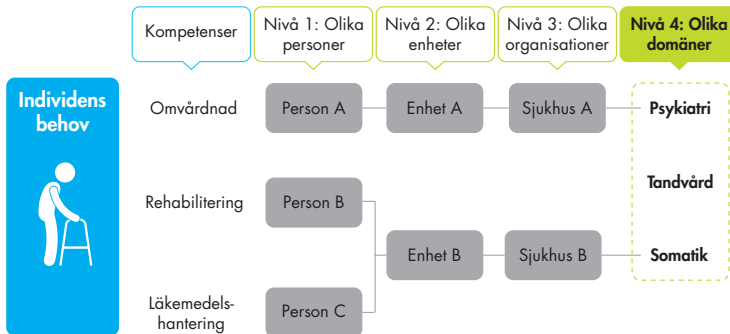 Kompetenser
Nivå 1: Olika
personer
Nivå 2: Olika
enheter
Nivå 3: Olika
organisationer
Nivå 4: Olika
domäner
Individens
behov
Omvårdnad
Person A
Enhet A
Sjukhus A
Psykiatri
Tandvård
Rehabilitering
Person B
Enhet B
Sjukhus B
Somatik
Läkemedels-
hantering
Person C